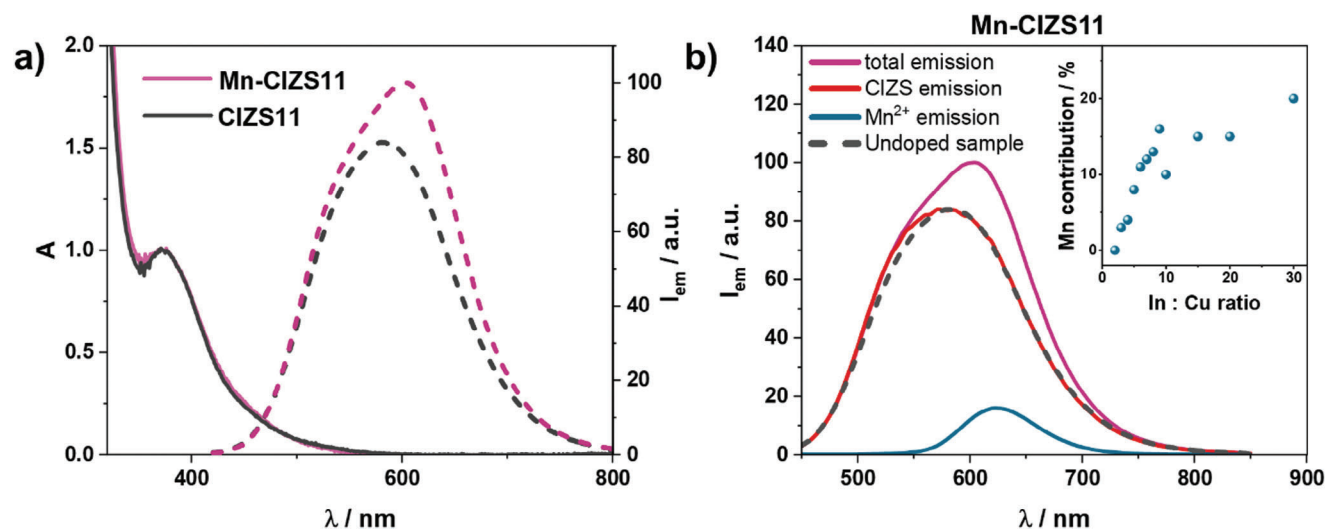 a)
2.0
1.5
1.0
0.5
0.0
A
Mn-CIZS11
CIZS11
100
80
60
40
20
0
I_em / a.u.
400
600
800
λ / nm
b)
Mn-CIZS11
140
120
100
80
60
40
20
0
I_em / a.u.
total emission
CIZS emission
Mn²⁺ emission
Undoped sample
450
500
600
700
800
900
λ / nm
Mn contribution / %
20
10
0
0
10
20
30
In : Cu ratio